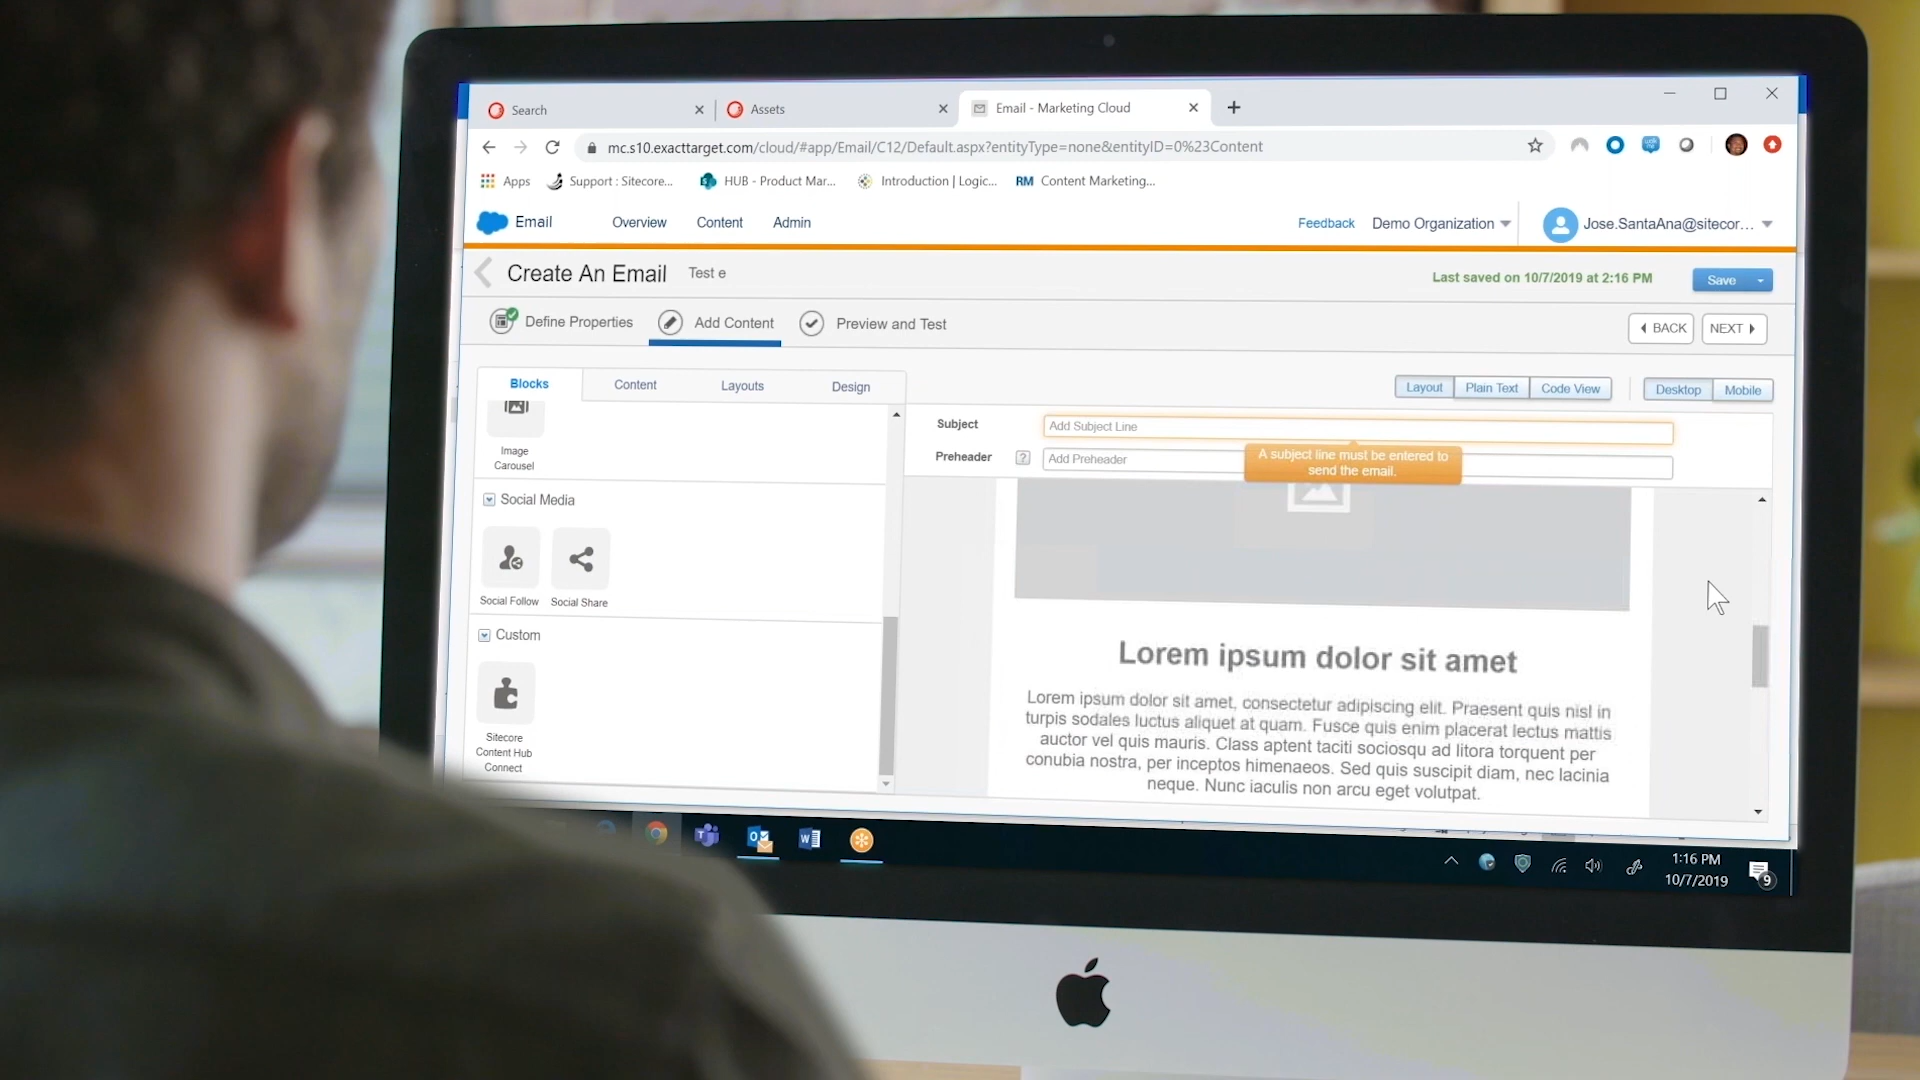 Search
Assets
Email - Marketing Cloud
mc.s10.exacttarget.com/cloud/#app/Email/C12/Default.aspx?entityType=none&entityID=0%23Content
Apps
Support : Sitecore...
HUB - Product Mar...
Introduction | Logic...
RM Content Marketing...
Email
Overview
Content
Admin
Feedback
Demo Organization
Jose.SantaAna@sitecor...
Create An Email
Test e
Last saved on 10/7/2019 at 2:16 PM
Save
Define Properties
Add Content
Preview and Test
BACK
NEXT
Blocks
Content
Layouts
Design
Layout
Plain Text
Code View
Desktop
Mobile
Image
Carousel
Social Media
Social Follow
Social Share
Custom
Sitecore
Content Hub
Connect
Subject
Add Subject Line
Preheader
?
Add Preheader
A subject line must be entered to
send the email.
Lorem ipsum dolor sit amet
Lorem ipsum dolor sit amet, consectetur adipiscing elit. Praesent quis nisl in
turpis sodales luctus aliquet at quam. Fusce quis enim placerat lectus mattis
auctor vel quis mauris. Class aptent taciti sociosqu ad litora torquent per
conubia nostra, per inceptos himenaeos. Sed quis suscipit diam, nec lacinia
neque. Nunc iaculis non arcu eget volutpat.
1:16 PM
10/7/2019
9